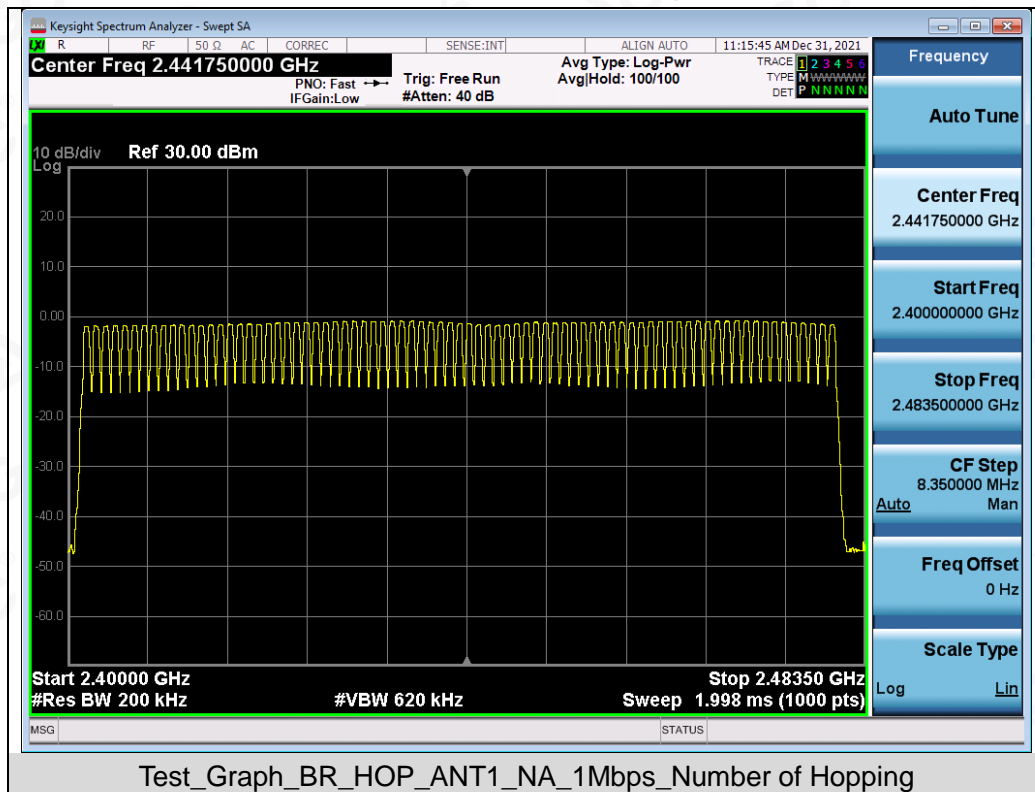 Keysight Spectrum Analyzer - Swept SA
LXI R RF 50 Ω AC CORREC SENSE:INT ALIGN AUTO 11:15:45 AM Dec 31, 2021
Center Freq 2.441750000 GHz
PNO: Fast
IFGain:Low
Trig: Free Run
#Atten: 40 dB
Avg Type: Log-Pwr
Avg|Hold: 100/100
TRACE 1 2 3 4 5 6
TYPE M WWWWW
DET P N N N N N
10 dB/div Ref 30.00 dBm
Log
20.0
10.0
0.00
-10.0
-20.0
-30.0
-40.0
-50.0
-60.0
Start 2.40000 GHz Stop 2.48350 GHz
#Res BW 200 kHz #VBW 620 kHz Sweep 1.998 ms (1000 pts)
MSG STATUS
Frequency
Auto Tune
Center Freq
2.441750000 GHz
Start Freq
2.400000000 GHz
Stop Freq
2.483500000 GHz
CF Step
8.350000 MHz
Auto Man
Freq Offset
0 Hz
Scale Type
Log Lin
Test_Graph_BR_HOP_ANT1_NA_1Mbps_Number of Hopping